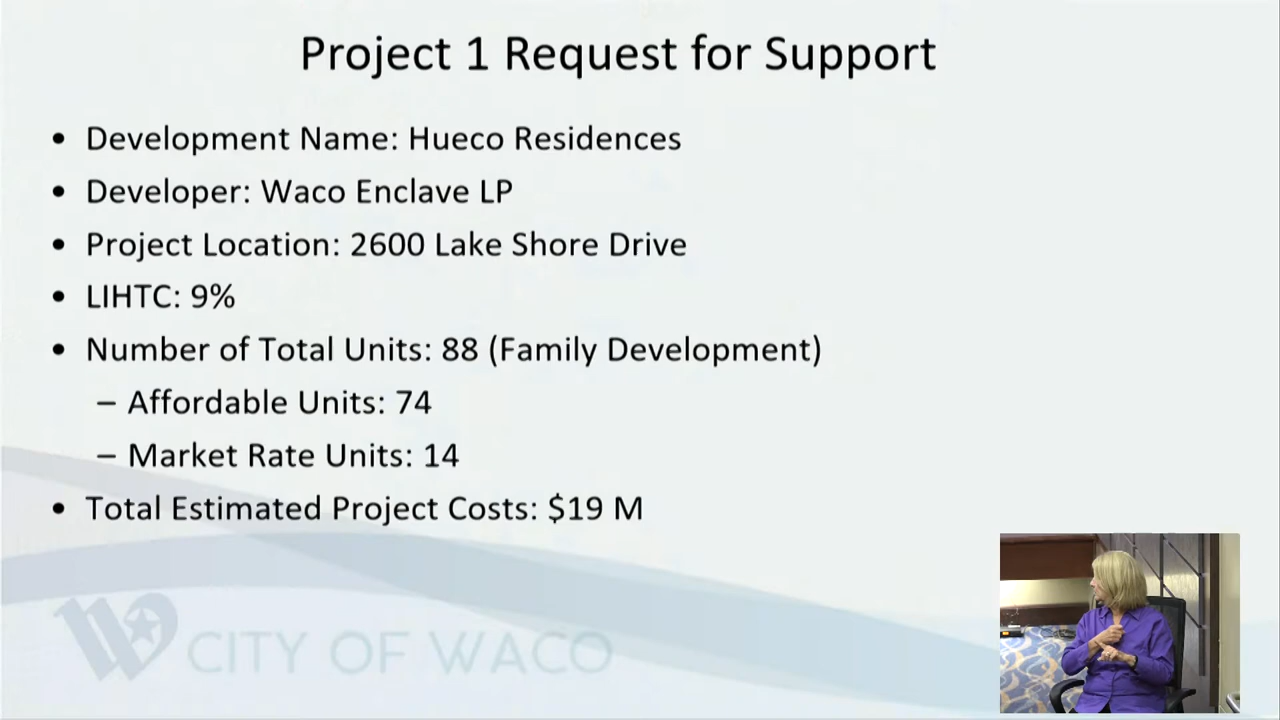 Project 1 Request for Support
• Development Name: Hueco Residences
• Developer: Waco Enclave LP
• Project Location: 2600 Lake Shore Drive
• LIHTC: 9%
• Number of Total Units: 88 (Family Development)
– Affordable Units: 74
– Market Rate Units: 14
• Total Estimated Project Costs: $19 M
W CITY OF WACO